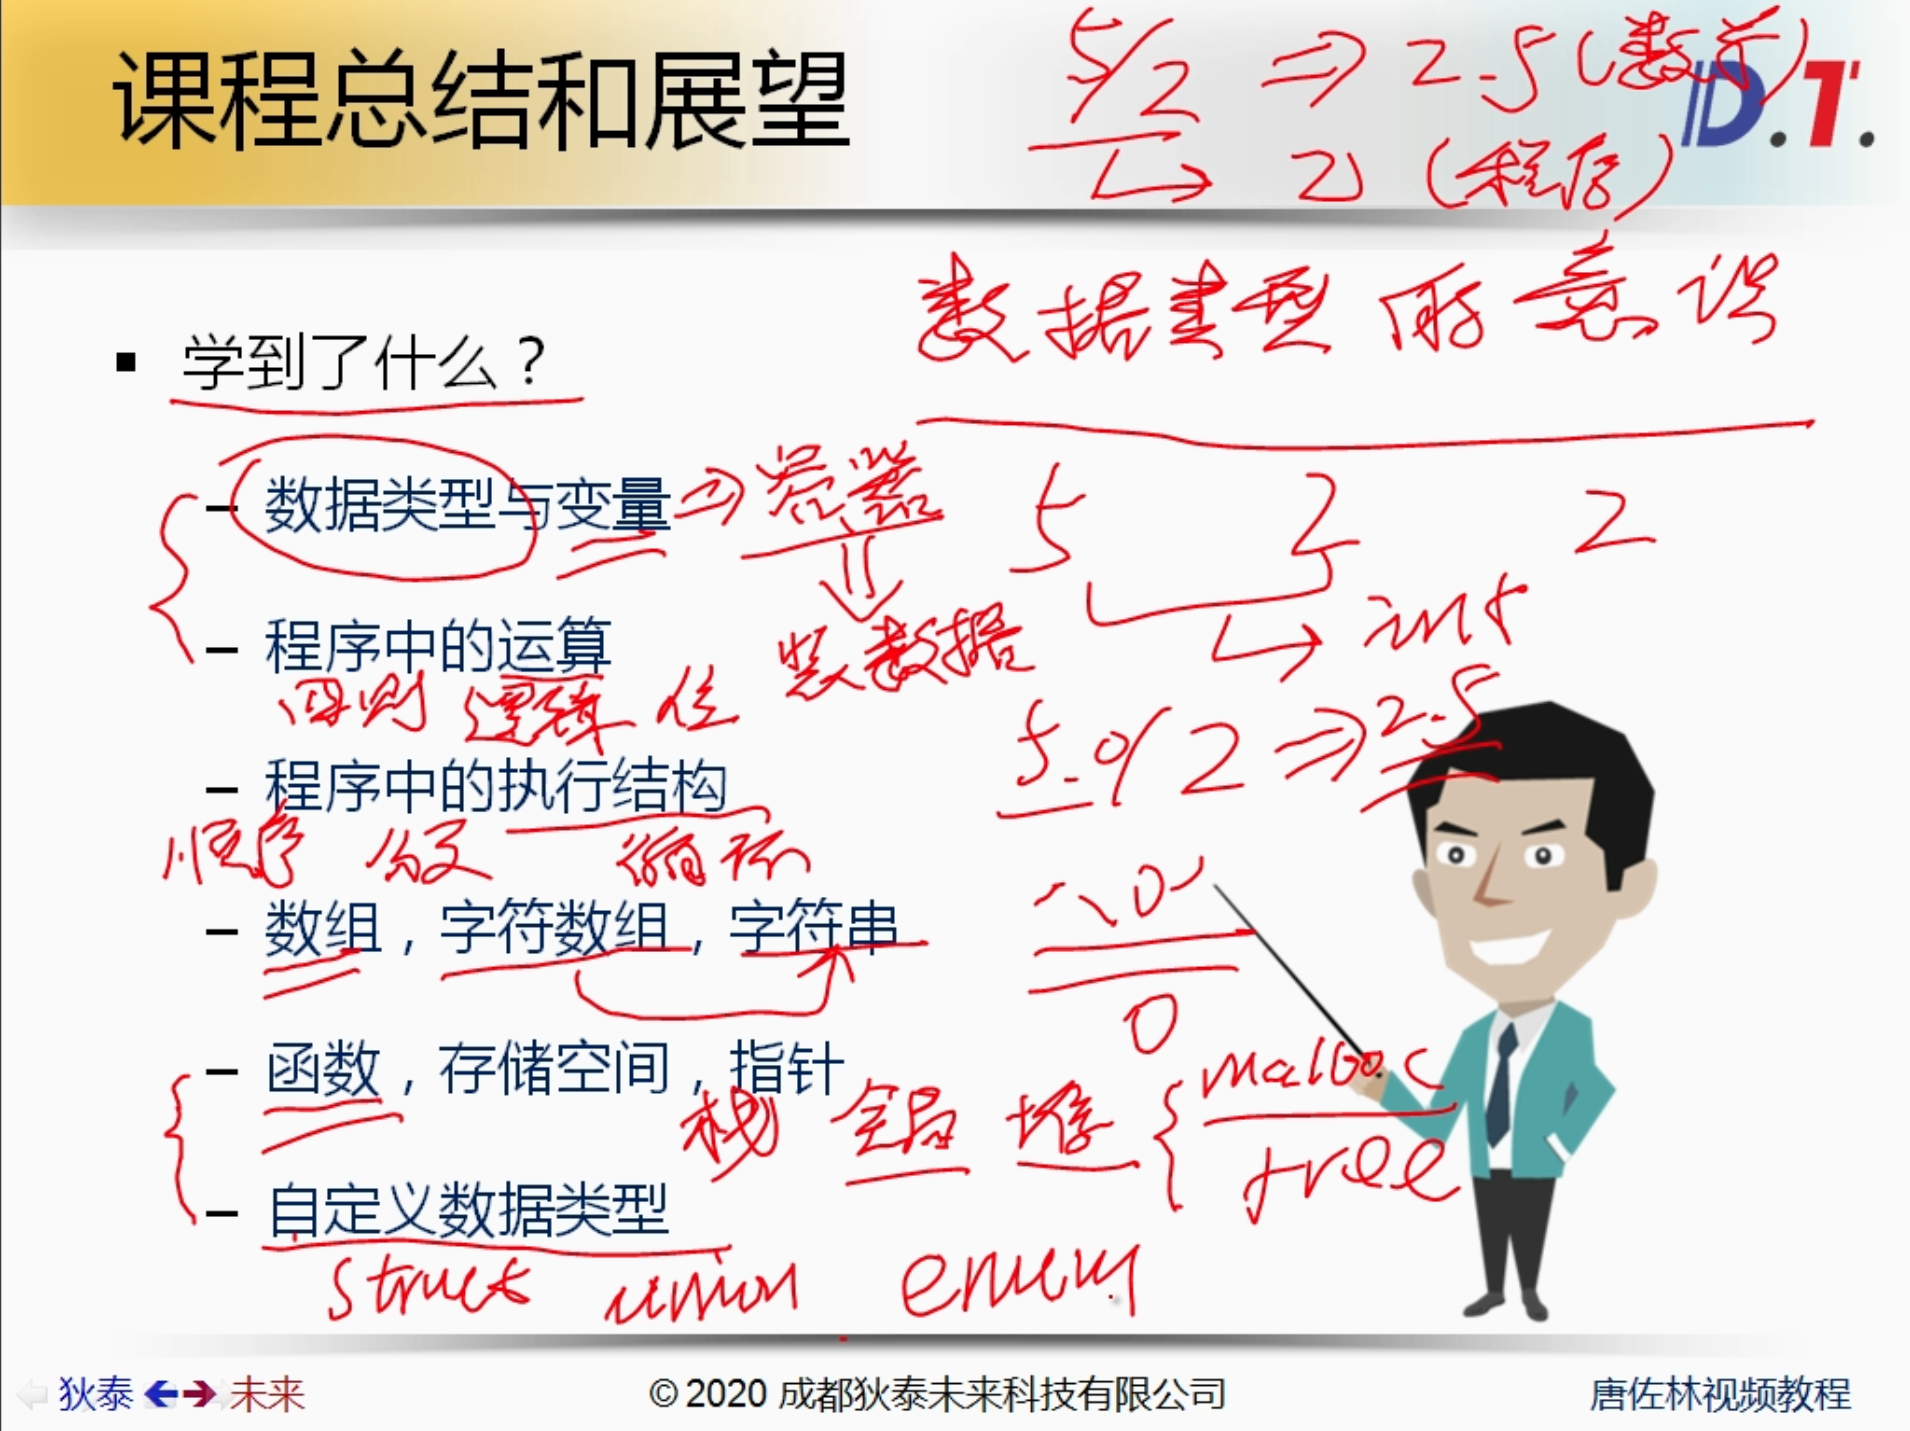 课程总结和展望
5/2 ⇒ 2.5 (数学)
D.T.
2 (程序)
数据类型的意识
▪ 学到了什么？
– 数据类型与变量 ⇒ 容器
5 2 2
int
– 程序中的运算
装数据
四则 逻辑 位
5.0/2 ⇒ 2.5
– 程序中的执行结构
顺序 分支 循环
'\0'
– 数组，字符数组，字符串
0
– 函数，存储空间，指针
栈 全局 堆 { malloc
free
– 自定义数据类型
struct union enum
狄泰 未来
© 2020 成都狄泰未来科技有限公司
唐佐林视频教程